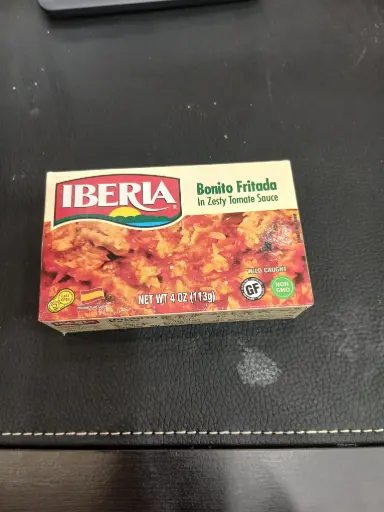 IBERIA
Bonito Fritada
In Zesty Tomate Sauce
WILD CAUGHT
GF
NON
GMO
NET WT 4 OZ (113g)